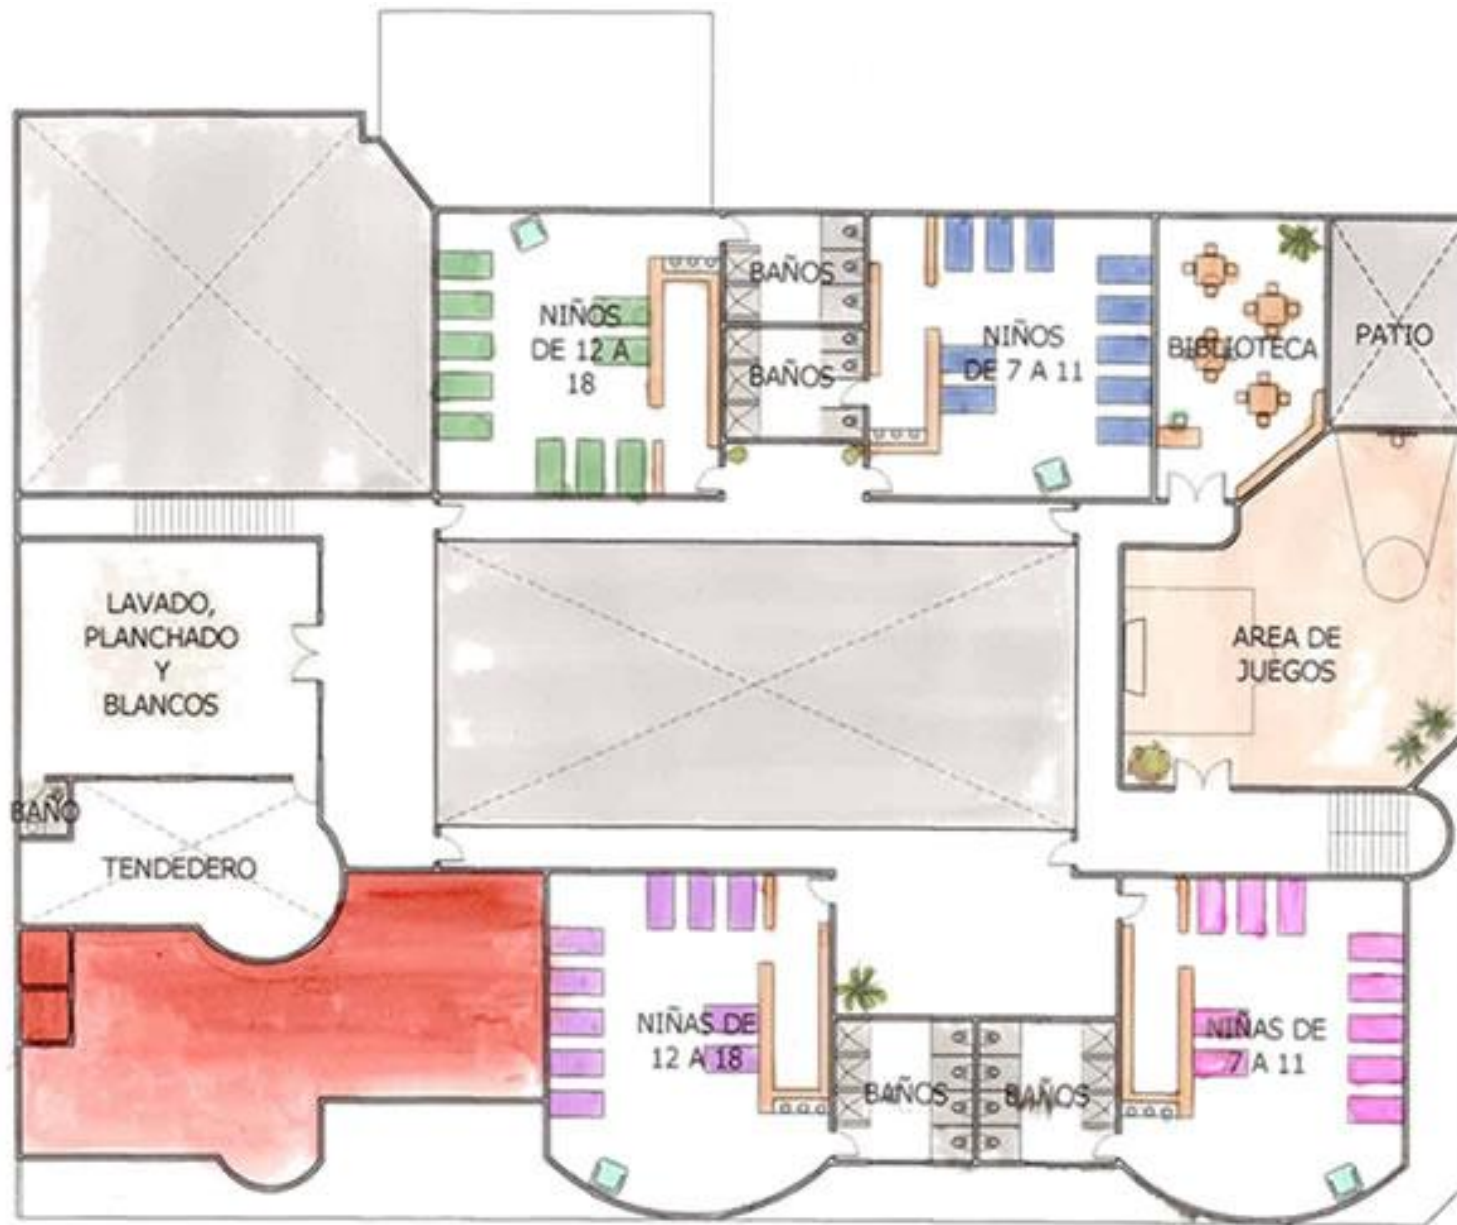 BAÑOS
NIÑOS
DE 12 A
18
BAÑOS
NIÑOS
DE 7 A 11
BIBLIOTECA
PATIO
LAVADO,
PLANCHADO
Y
BLANCOS
AREA DE
JUEGOS
BAÑO
TENDEDERO
NIÑAS DE
12 A 18
BAÑOS
BAÑOS
NIÑAS DE
7 A 11